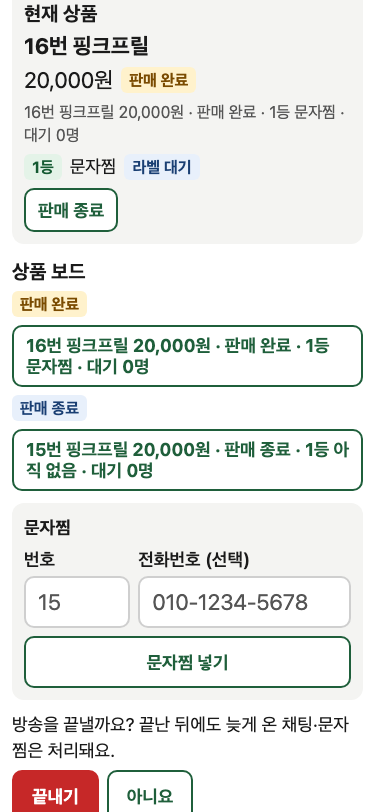 현재 상품
16번 핑크프릴
20,000원 판매 완료
16번 핑크프릴 20,000원 · 판매 완료 · 1등 문자찜 ·
대기 0명
1등 문자찜 라벨 대기
판매 종료
상품 보드
판매 완료
16번 핑크프릴 20,000원 · 판매 완료 · 1등
문자찜 · 대기 0명
판매 종료
15번 핑크프릴 20,000원 · 판매 종료 · 1등 아
직 없음 · 대기 0명
문자찜
번호 전화번호 (선택)
15 010-1234-5678
문자찜 넣기
방송을 끝낼까요? 끝난 뒤에도 늦게 온 채팅·문자
찜은 처리돼요.
끝내기 아니요